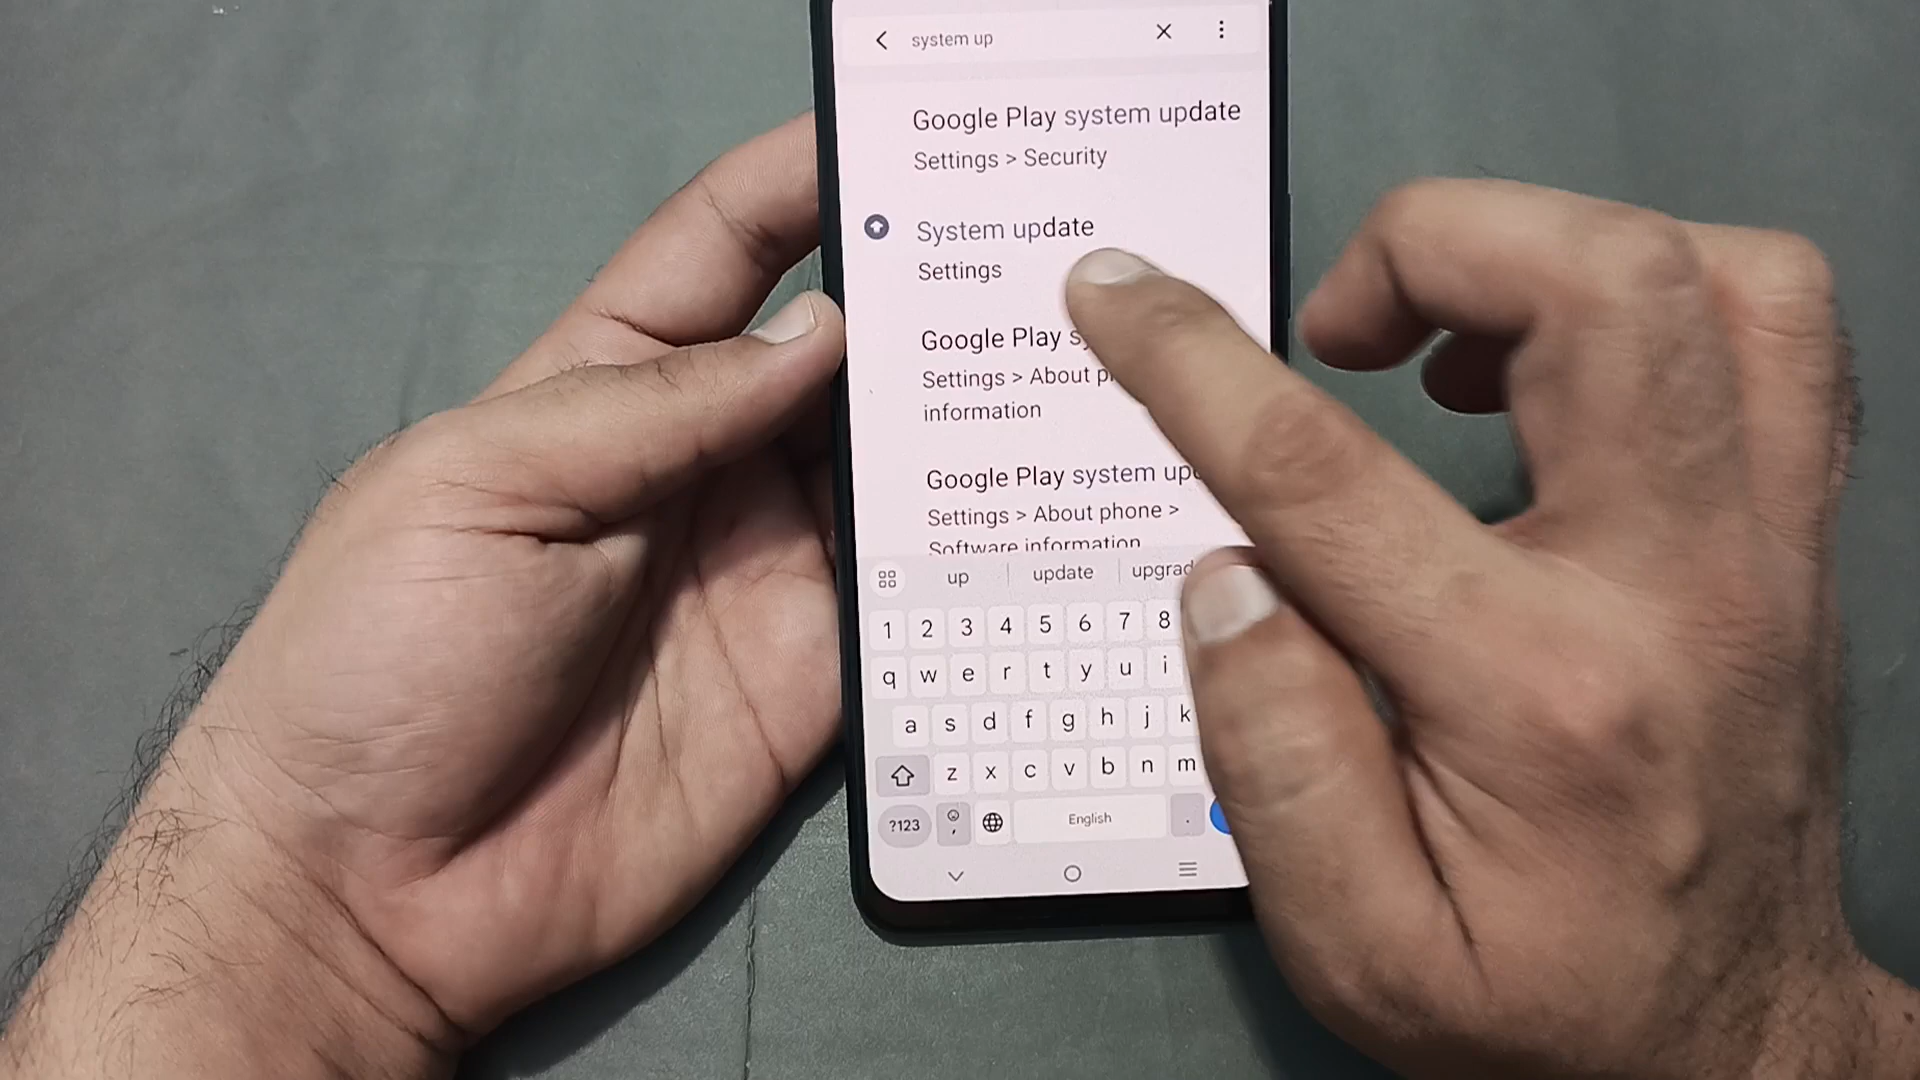 system up
Google Play system update
Settings > Security
System update
Settings
Google Play
Settings > About
information
Google Play system
Settings > About phone >
Software information
up update
1 2 3 4 5 6 7 8
q w e r t y u i
a s d f g h j k
z x c v b n m
?123 , English .